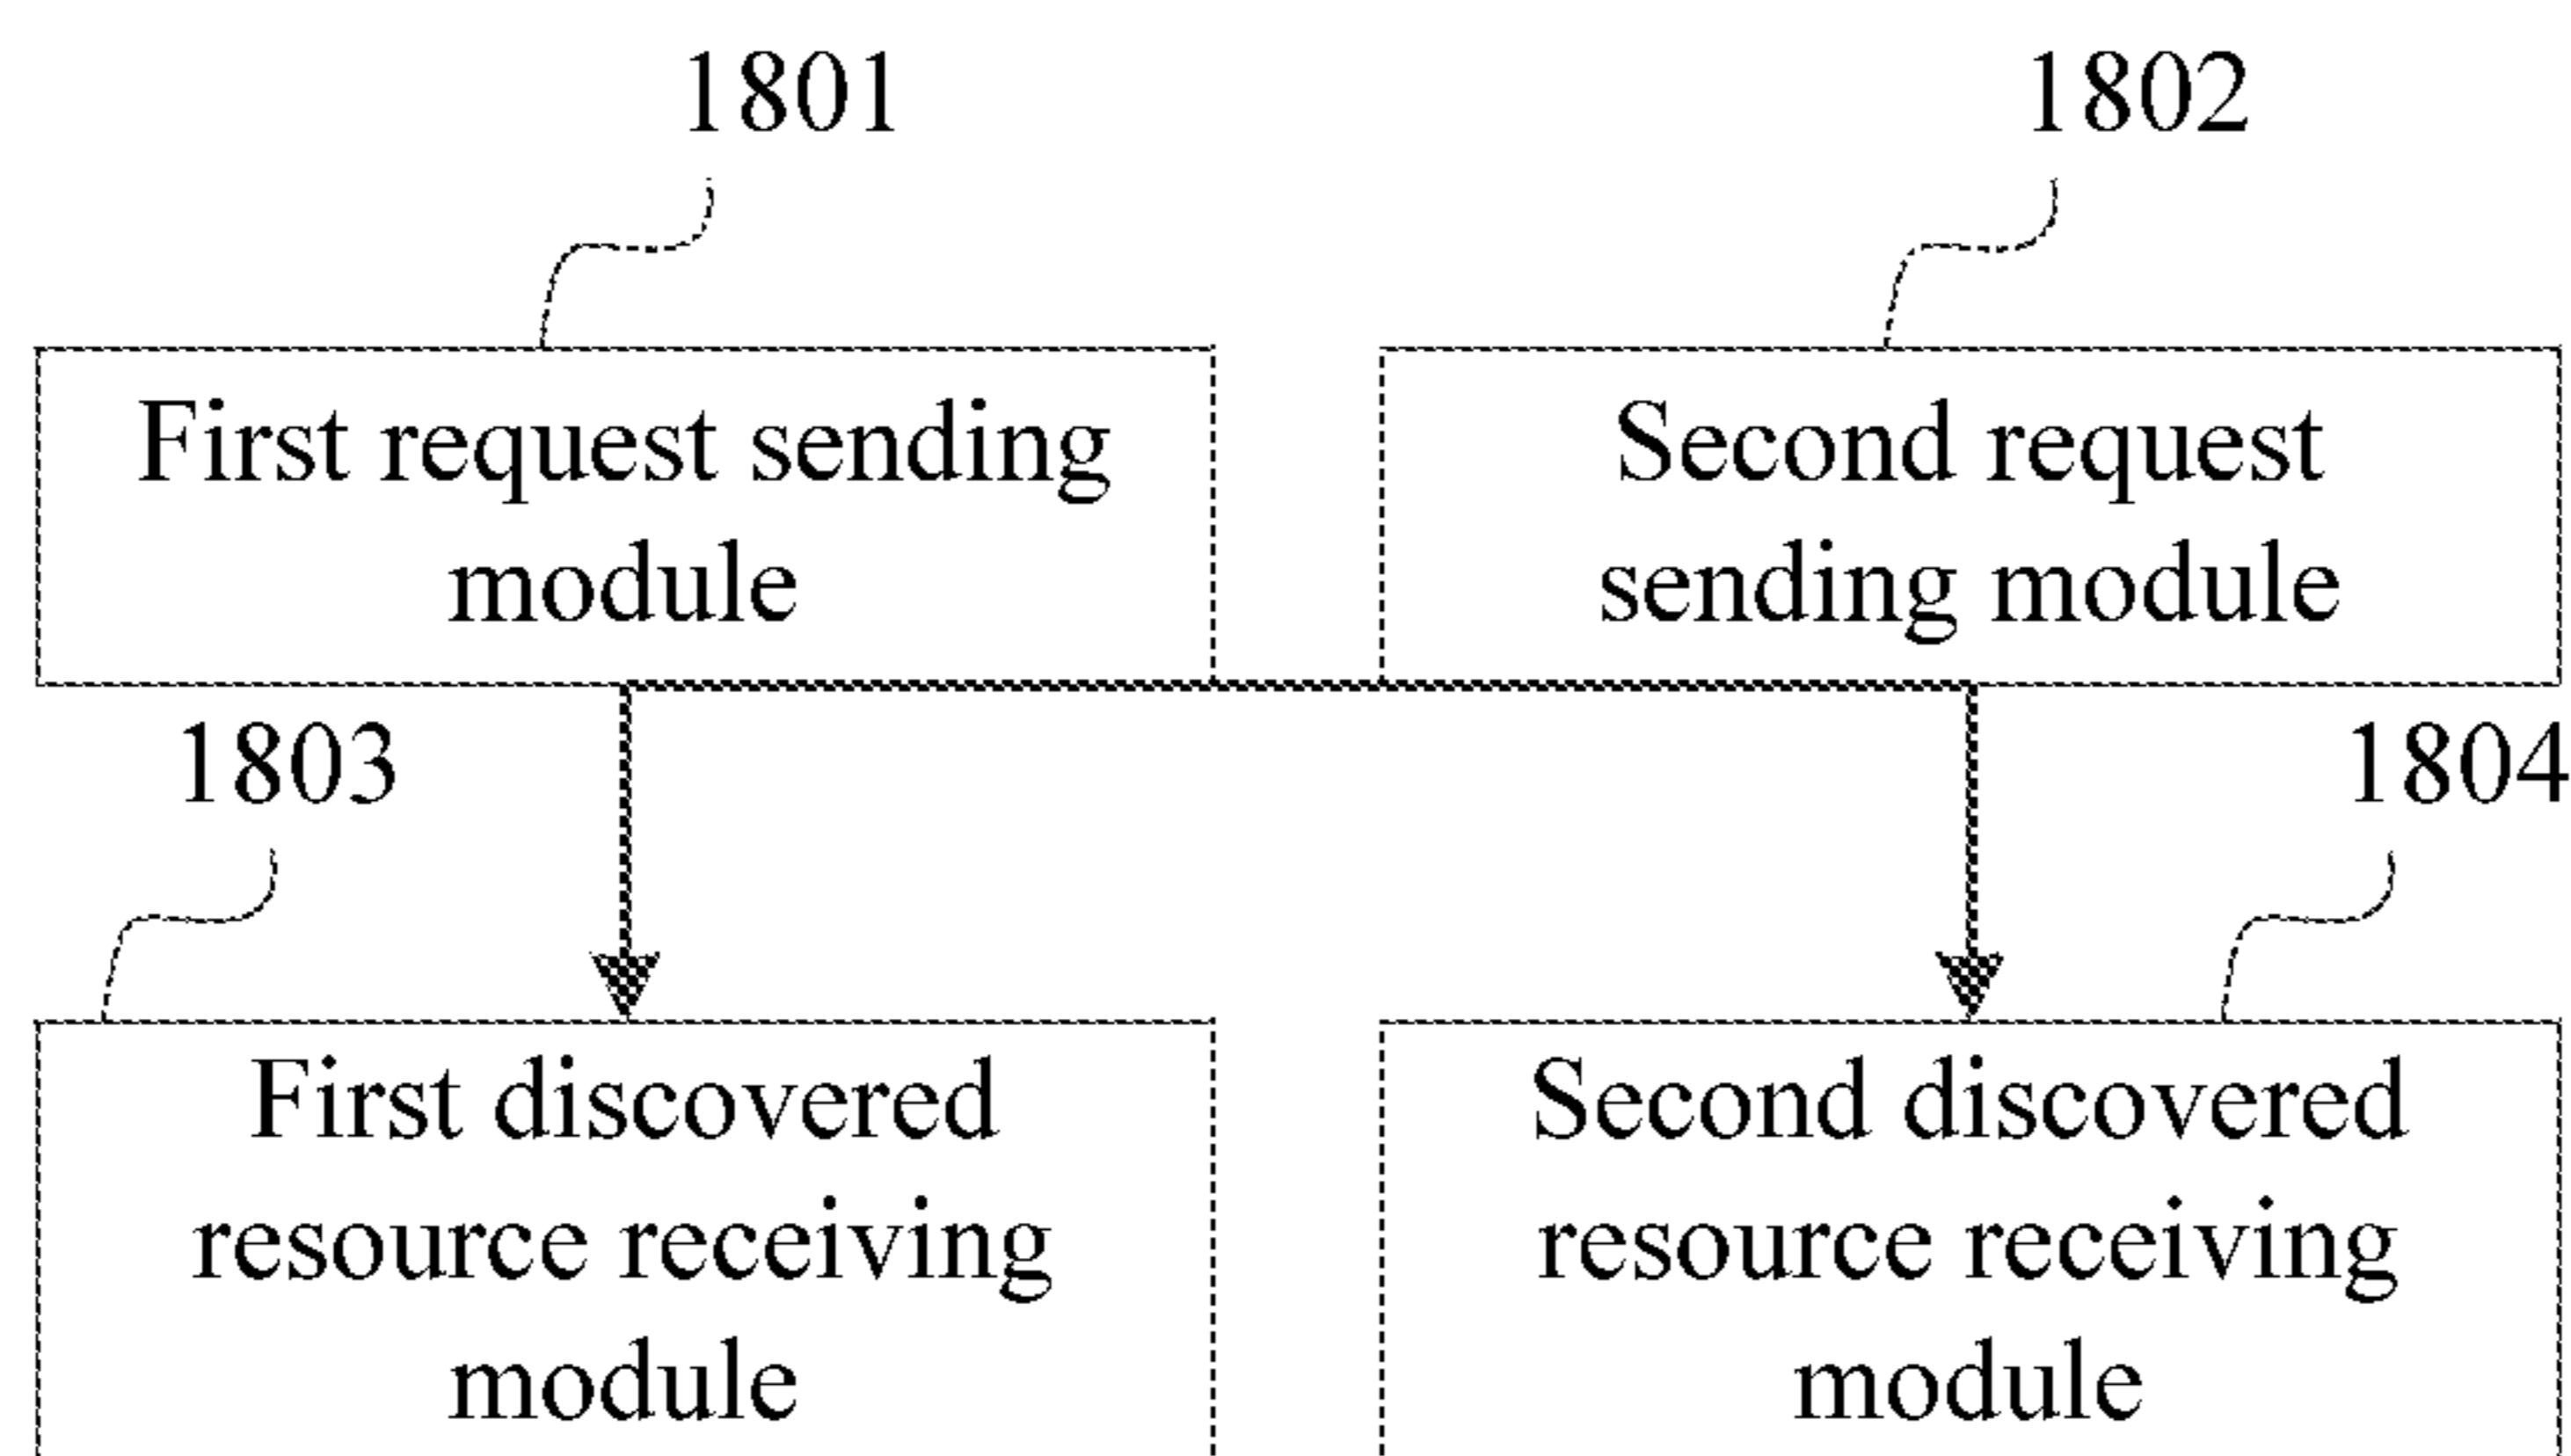 1801
1802
First request sending
module
Second request
sending module
1803
1804
First discovered
resource receiving
module
Second discovered
resource receiving
module